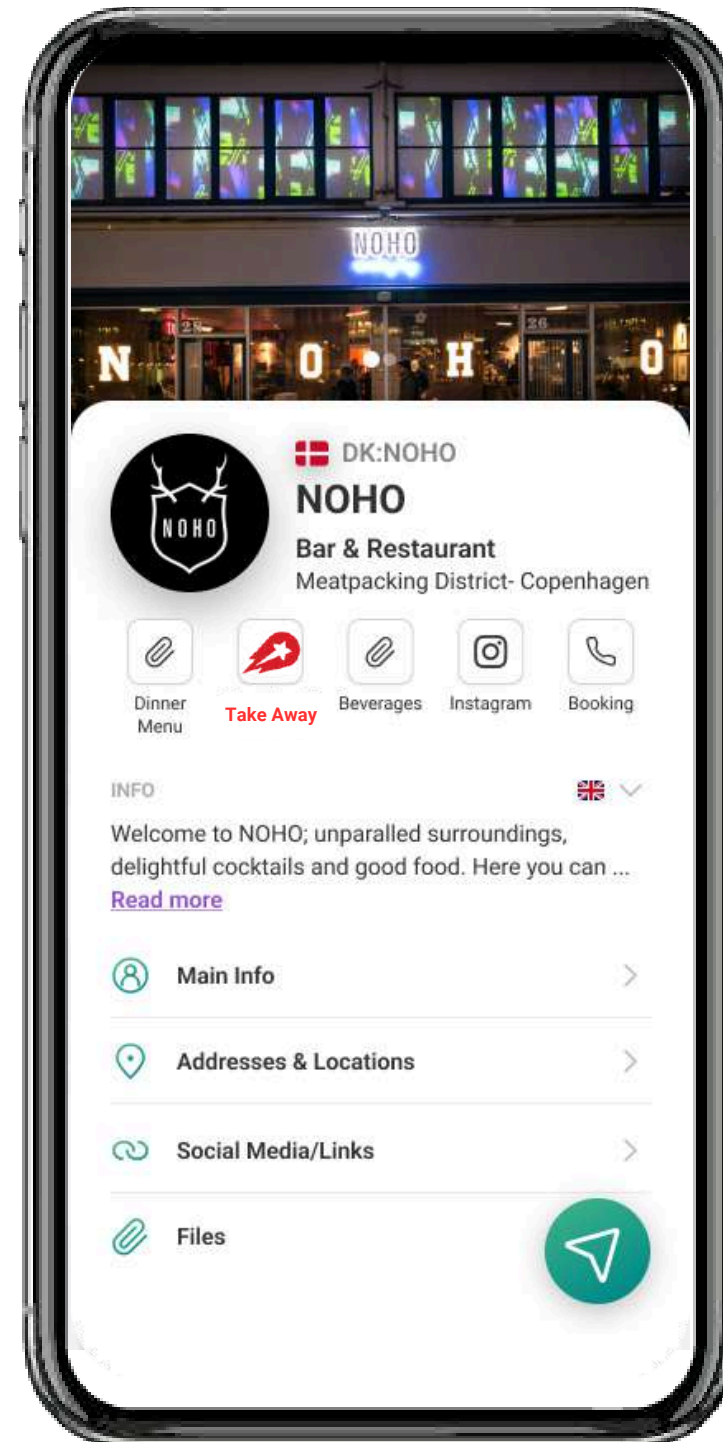 NOHO
28
26
N O H O
NOHO
DK:NOHO
NOHO
Bar & Restaurant
Meatpacking District- Copenhagen
Dinner
Menu
Take Away
Beverages
Instagram
Booking
INFO
Welcome to NOHO; unparalled surroundings,
delightful cocktails and good food. Here you can ...
Read more
Main Info
Addresses & Locations
Social Media/Links
Files